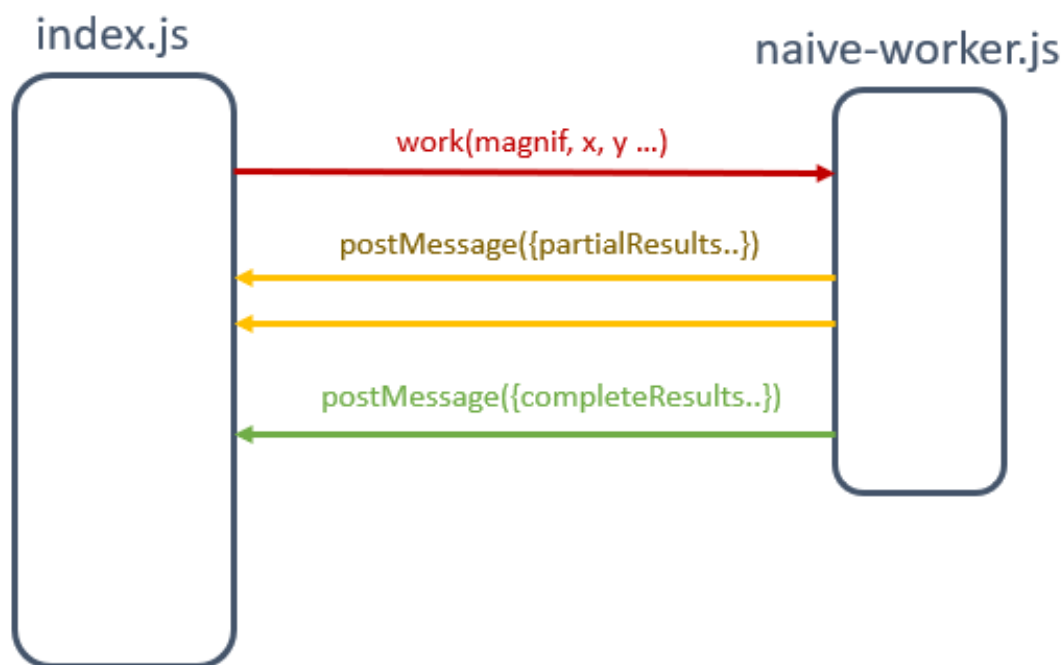 index.js
naive-worker.js
work(magnif, x, y ...)
postMessage({partialResults..})
postMessage({completeResults..})